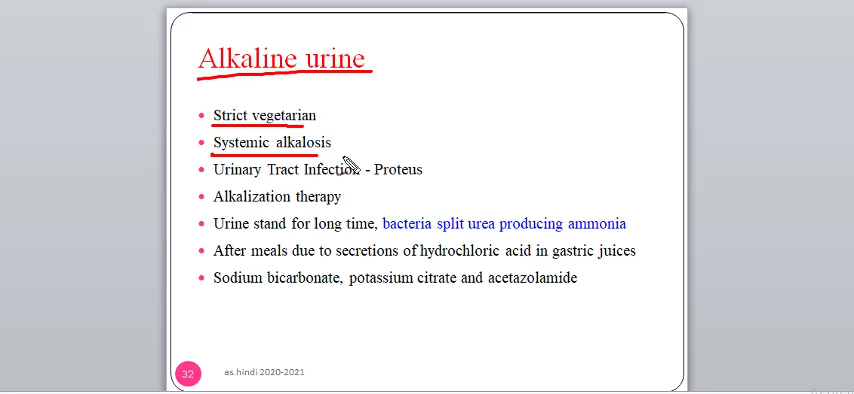 Alkaline urine
• Strict vegetarian
• Systemic alkalosis
• Urinary Tract Infection - Proteus
• Alkalization therapy
• Urine stand for long time, bacteria split urea producing ammonia
• After meals due to secretions of hydrochloric acid in gastric juices
• Sodium bicarbonate, potassium citrate and acetazolamide
32
as.hindi 2020-2021